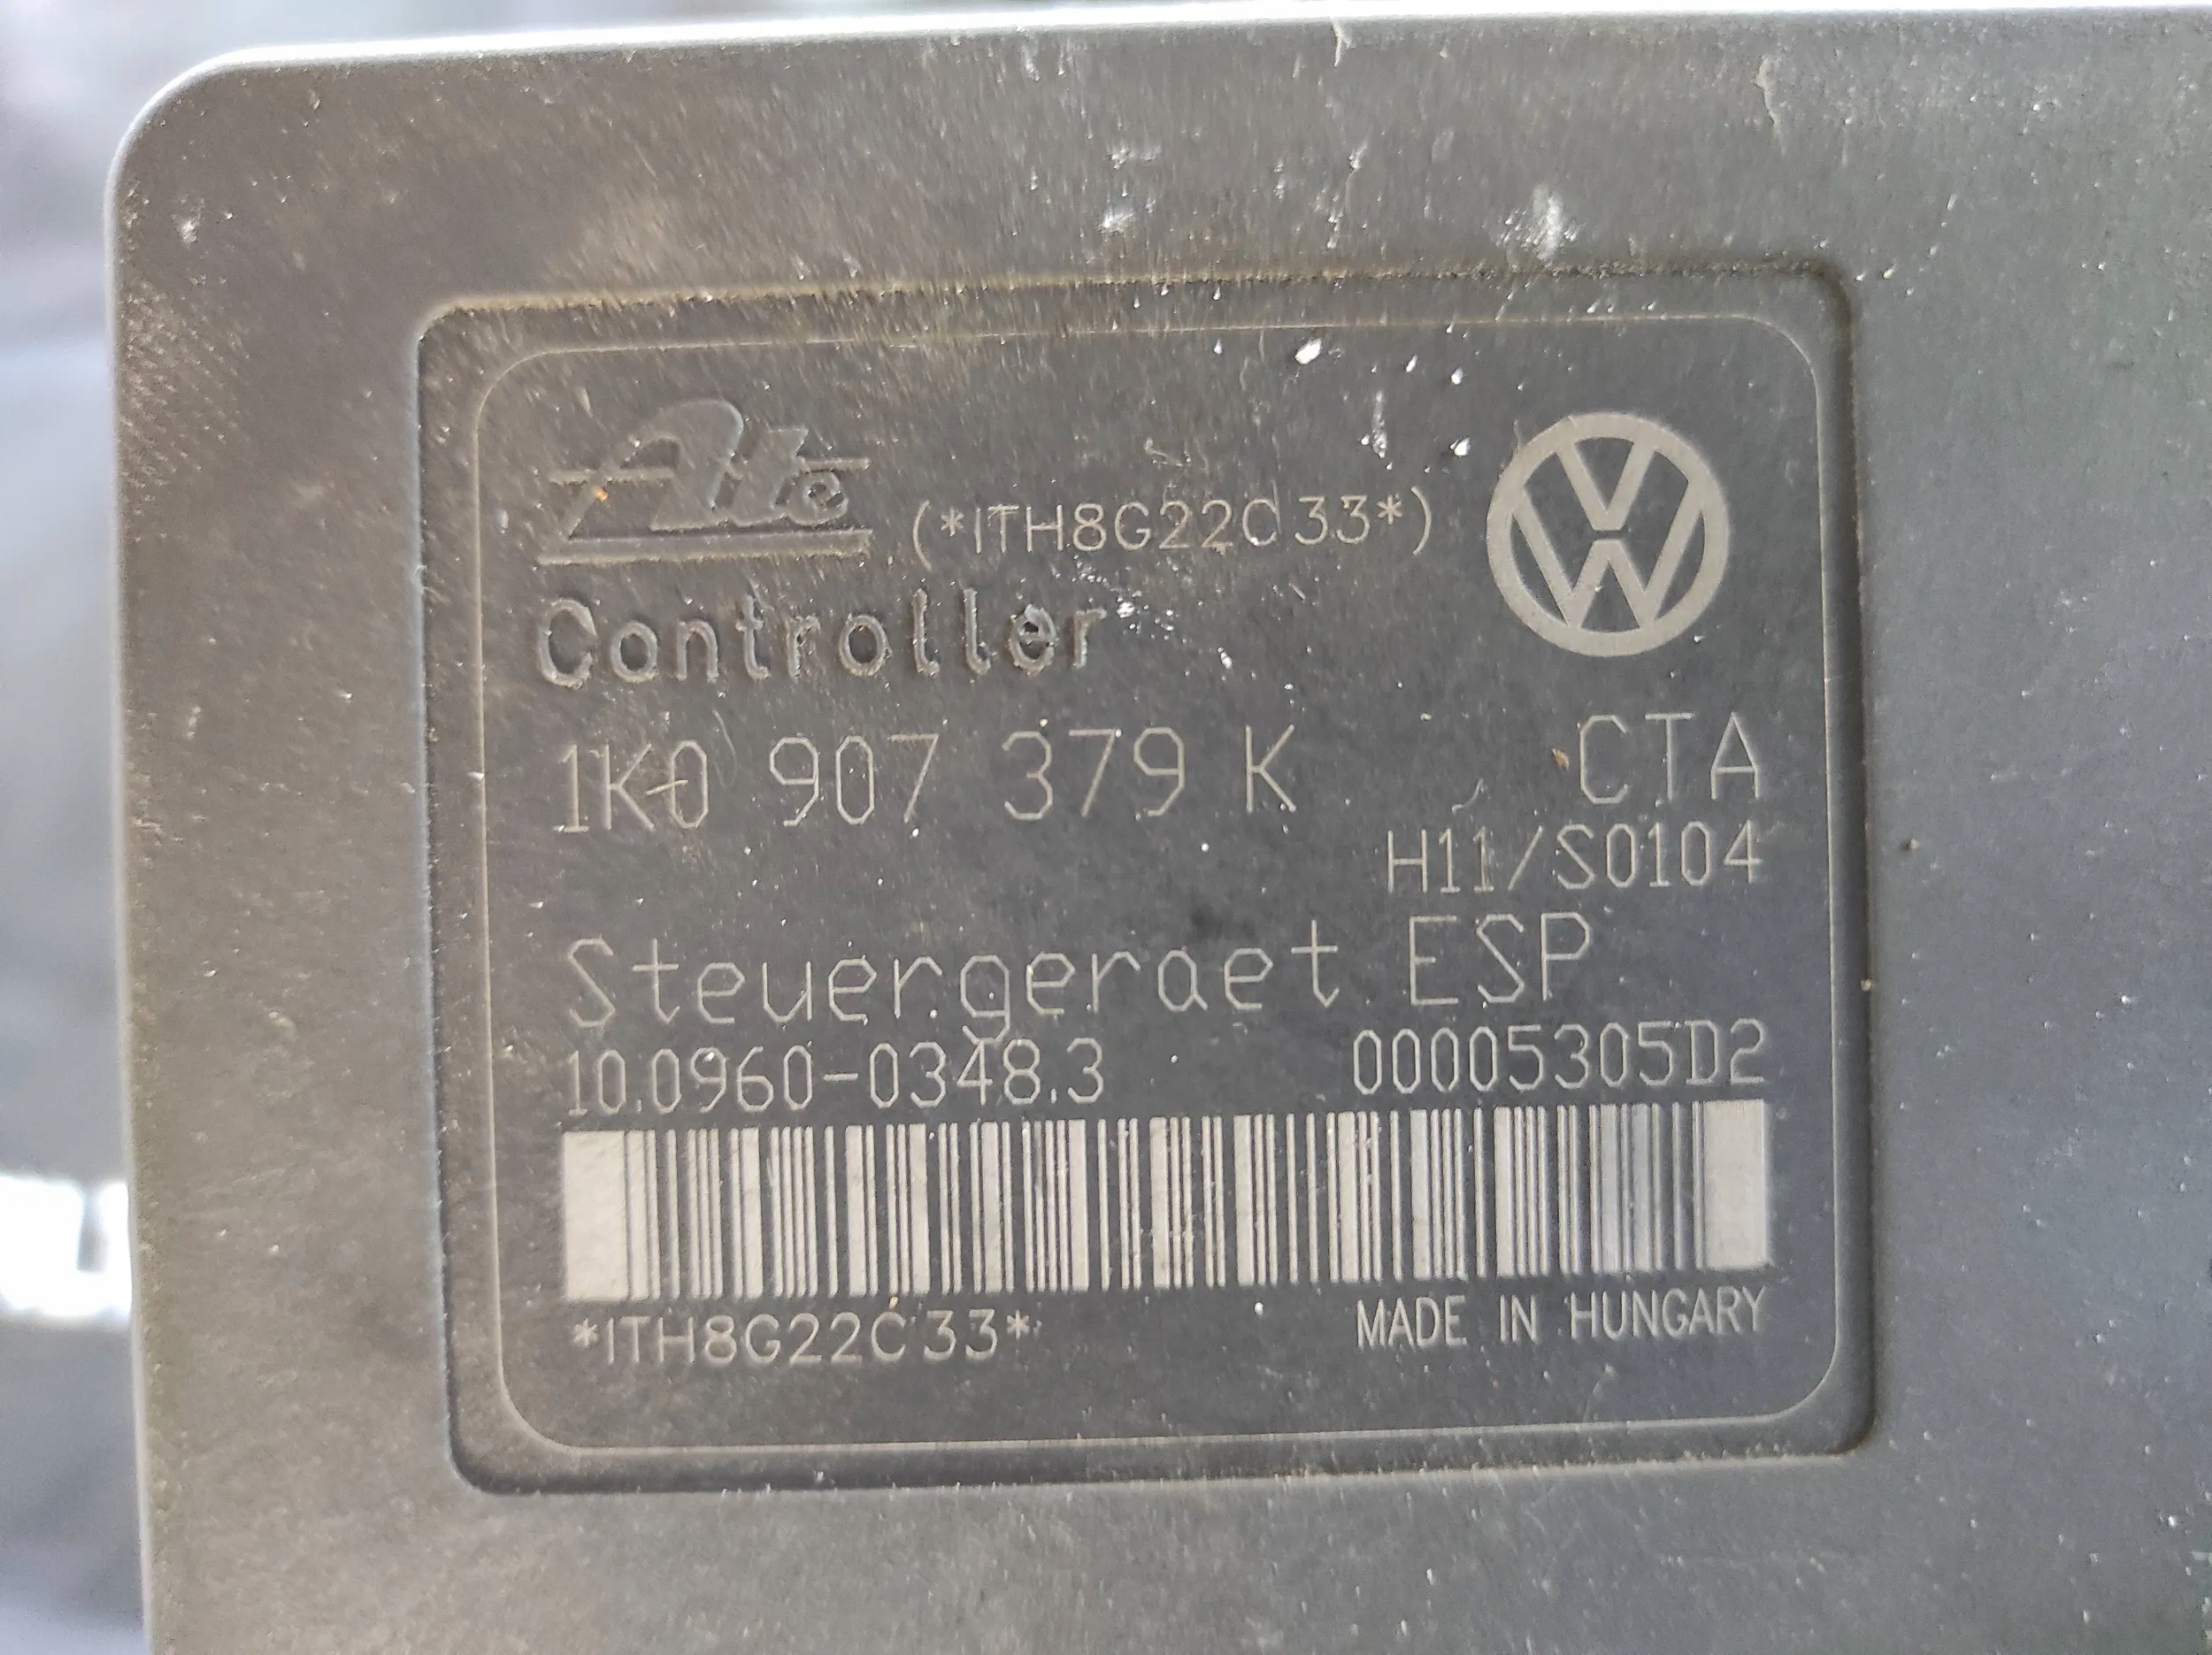 Ate (*ITH8G22C33*)
VW
Controller
1K0 907 379 K CTA
H11/S0104
Steuergeraet ESP
10.0960-0348.3 00005305D2
*ITH8G22C33* MADE IN HUNGARY